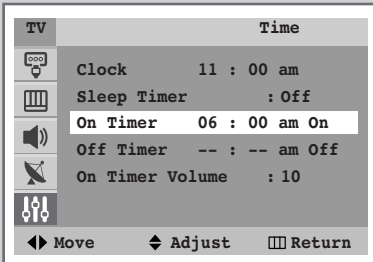 TV Time
Clock 11 : 00 am
Sleep Timer : Off
On Timer 06 : 00 am On
Off Timer -- : -- am Off
On Timer Volume : 10
Move Adjust Return